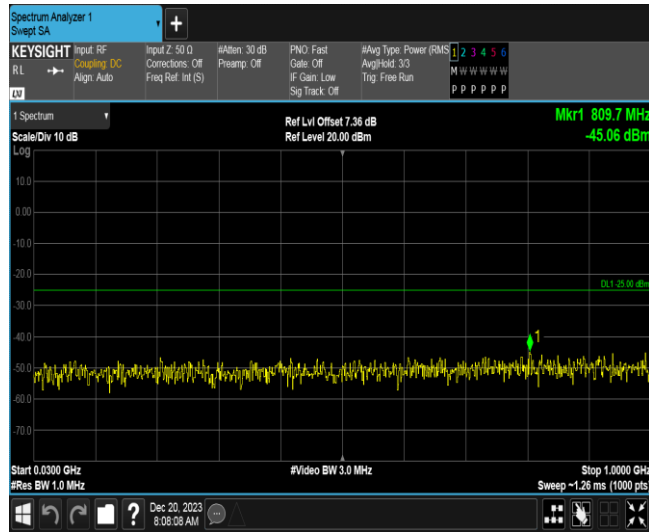 Spectrum Analyzer 1
Swept SA
+
KEYSIGHT
RL
LXI
Input: RF
Coupling: DC
Align: Auto
Input Z: 50 Ω
Corrections: Off
Freq Ref: Int (S)
#Atten: 30 dB
Preamp: Off
PNO: Fast
Gate: Off
IF Gain: Low
Sig Track: Off
#Avg Type: Power (RMS
Avg|Hold: 3/3
Trig: Free Run
1 2 3 4 5 6
M W W W W W
P P P P P P
1 Spectrum
Scale/Div 10 dB
Log
Ref Lvl Offset 7.36 dB
Ref Level 20.00 dBm
Mkr1 809.7 MHz
-45.06 dBm
10.0
0.00
-10.0
-20.0
DL1 -25.00 dBm
-30.0
-40.0
1
-50.0
-60.0
-70.0
Start 0.0300 GHz
#Video BW 3.0 MHz
Stop 1.0000 GHz
#Res BW 1.0 MHz
Sweep ~1.26 ms (1000 pts)
?
Dec 20, 2023
8:08:08 AM